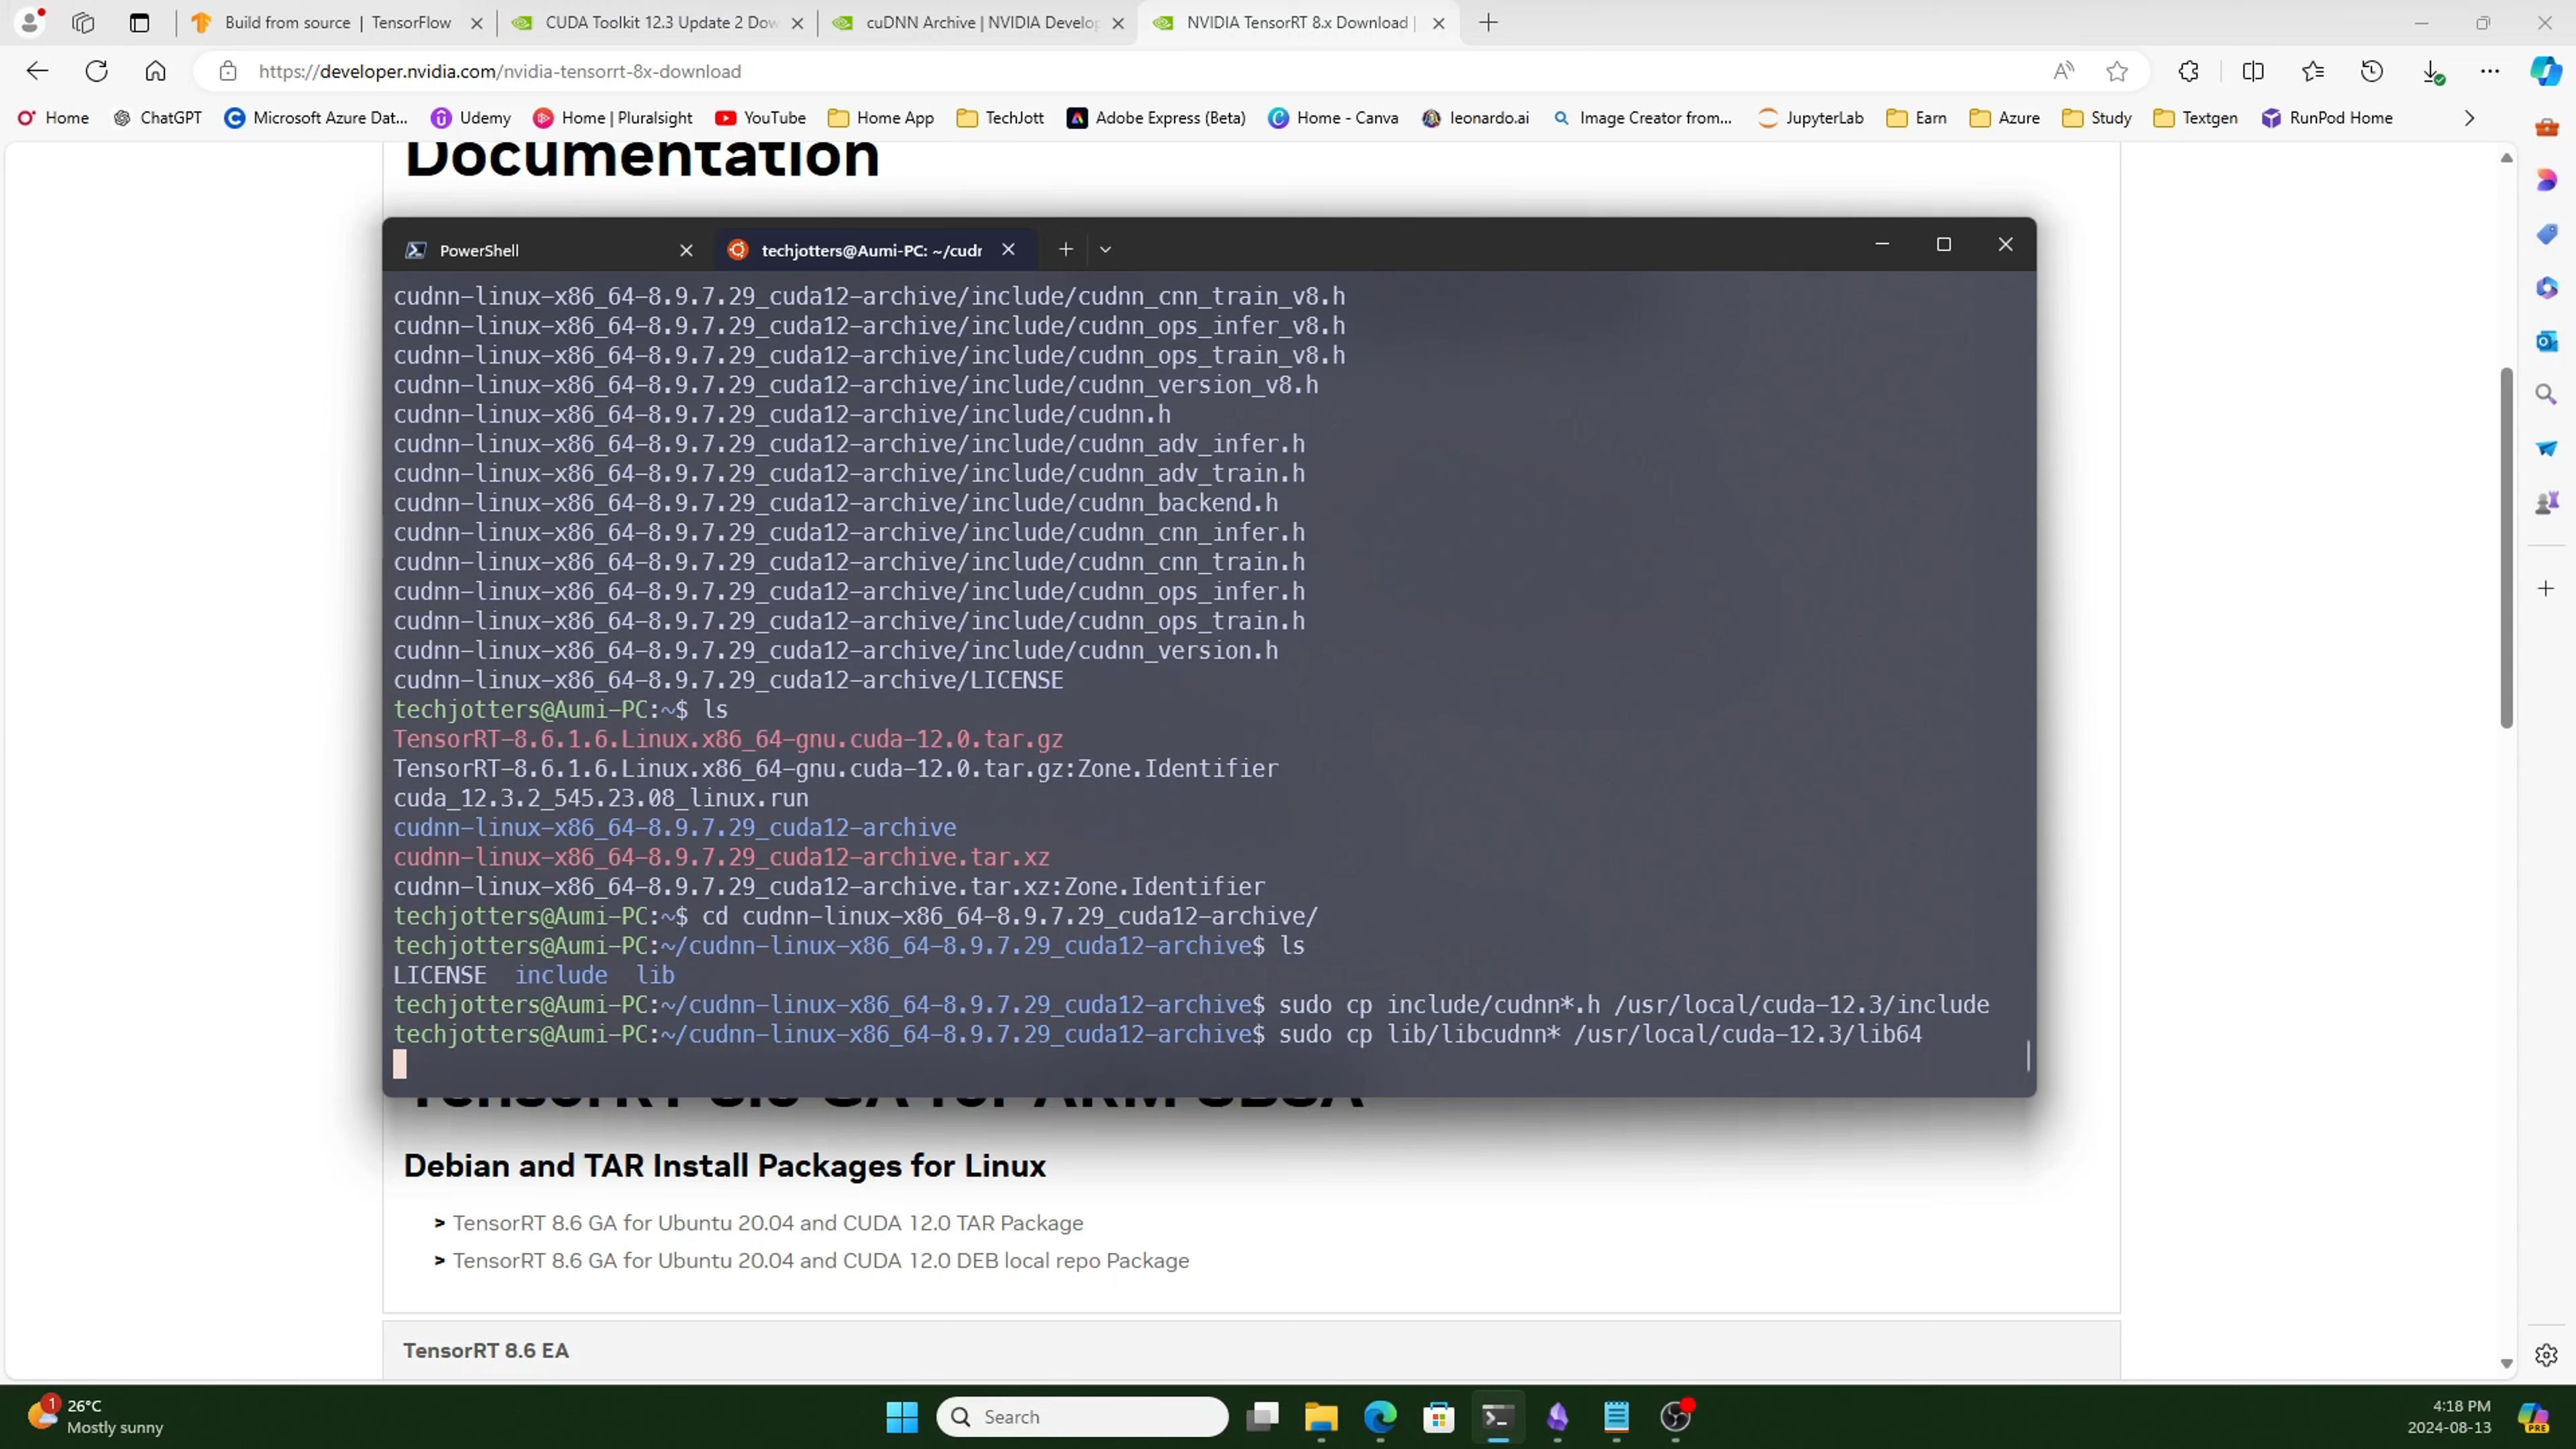 Build from source | TensorFlow
CUDA Toolkit 12.3 Update 2 Dow
cuDNN Archive | NVIDIA Develop
NVIDIA TensorRT 8.x Download |
https://developer.nvidia.com/nvidia-tensorrt-8x-download
Home
ChatGPT
Microsoft Azure Dat...
Udemy
Home | Pluralsight
YouTube
Home App
TechJott
Adobe Express (Beta)
Home - Canva
leonardo.ai
Image Creator from...
JupyterLab
Earn
Azure
Study
Textgen
RunPod Home
Documentation
PowerShell
techjotters@Aumi-PC: ~/cudr
cudnn-linux-x86_64-8.9.7.29_cuda12-archive/include/cudnn_cnn_train_v8.h
cudnn-linux-x86_64-8.9.7.29_cuda12-archive/include/cudnn_ops_infer_v8.h
cudnn-linux-x86_64-8.9.7.29_cuda12-archive/include/cudnn_ops_train_v8.h
cudnn-linux-x86_64-8.9.7.29_cuda12-archive/include/cudnn_version_v8.h
cudnn-linux-x86_64-8.9.7.29_cuda12-archive/include/cudnn.h
cudnn-linux-x86_64-8.9.7.29_cuda12-archive/include/cudnn_adv_infer.h
cudnn-linux-x86_64-8.9.7.29_cuda12-archive/include/cudnn_adv_train.h
cudnn-linux-x86_64-8.9.7.29_cuda12-archive/include/cudnn_backend.h
cudnn-linux-x86_64-8.9.7.29_cuda12-archive/include/cudnn_cnn_infer.h
cudnn-linux-x86_64-8.9.7.29_cuda12-archive/include/cudnn_cnn_train.h
cudnn-linux-x86_64-8.9.7.29_cuda12-archive/include/cudnn_ops_infer.h
cudnn-linux-x86_64-8.9.7.29_cuda12-archive/include/cudnn_ops_train.h
cudnn-linux-x86_64-8.9.7.29_cuda12-archive/include/cudnn_version.h
cudnn-linux-x86_64-8.9.7.29_cuda12-archive/LICENSE
techjotters@Aumi-PC:~$ ls
TensorRT-8.6.1.6.Linux.x86_64-gnu.cuda-12.0.tar.gz
TensorRT-8.6.1.6.Linux.x86_64-gnu.cuda-12.0.tar.gz:Zone.Identifier
cuda_12.3.2_545.23.08_linux.run
cudnn-linux-x86_64-8.9.7.29_cuda12-archive
cudnn-linux-x86_64-8.9.7.29_cuda12-archive.tar.xz
cudnn-linux-x86_64-8.9.7.29_cuda12-archive.tar.xz:Zone.Identifier
techjotters@Aumi-PC:~$ cd cudnn-linux-x86_64-8.9.7.29_cuda12-archive/
techjotters@Aumi-PC:~/cudnn-linux-x86_64-8.9.7.29_cuda12-archive$ ls
LICENSE include lib
techjotters@Aumi-PC:~/cudnn-linux-x86_64-8.9.7.29_cuda12-archive$ sudo cp include/cudnn*.h /usr/local/cuda-12.3/include
techjotters@Aumi-PC:~/cudnn-linux-x86_64-8.9.7.29_cuda12-archive$ sudo cp lib/libcudnn* /usr/local/cuda-12.3/lib64
TensorRT 8.6 GA for ARM SBSA
Debian and TAR Install Packages for Linux
> TensorRT 8.6 GA for Ubuntu 20.04 and CUDA 12.0 TAR Package
> TensorRT 8.6 GA for Ubuntu 20.04 and CUDA 12.0 DEB local repo Package
TensorRT 8.6 EA
1
26°C
Mostly sunny
Search
4:18 PM
2024-08-13
PRE